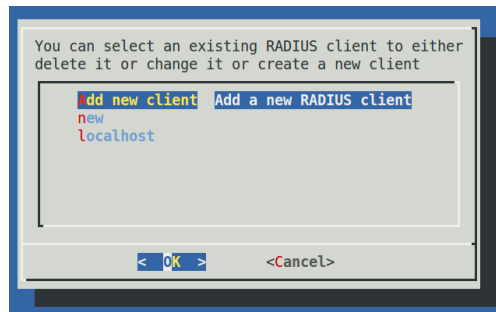 You can select an existing RADIUS client to either
delete it or change it or create a new client
Add new client  Add a new RADIUS client
new
localhost
<  OK  >  <Cancel>